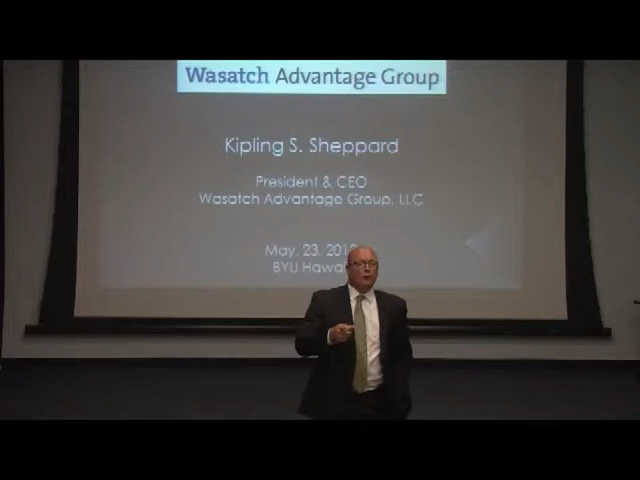 Wasatch Advantage Group
Kipling S. Sheppard
President & CEO
Wasatch Advantage Group, LLC
May, 23, 201
BYU Hawa